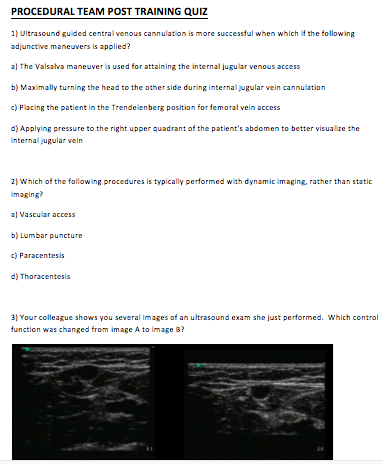 PROCEDURAL TEAM POST TRAINING QUIZ
1) Ultrasound guided central venous cannulation is more successful when which if the following
adjunctive maneuvers is applied?
a) The Valsalva maneuver is used for attaining the internal jugular venous access
b) Maximally turning the head to the other side during internal jugular vein cannulation
c) Placing the patient in the Trendelenberg position for femoral vein access
d) Applying pressure to the right upper quadrant of the patient's abdomen to better visualize the
internal jugular vein
2) Which of the following procedures is typically performed with dynamic imaging, rather than static
imaging?
a) Vascular access
b) Lumbar puncture
c) Paracentesis
d) Thoracentesis
3) Your colleague shows you several images of an ultrasound exam she just performed. Which control
function was changed from image A to image B?